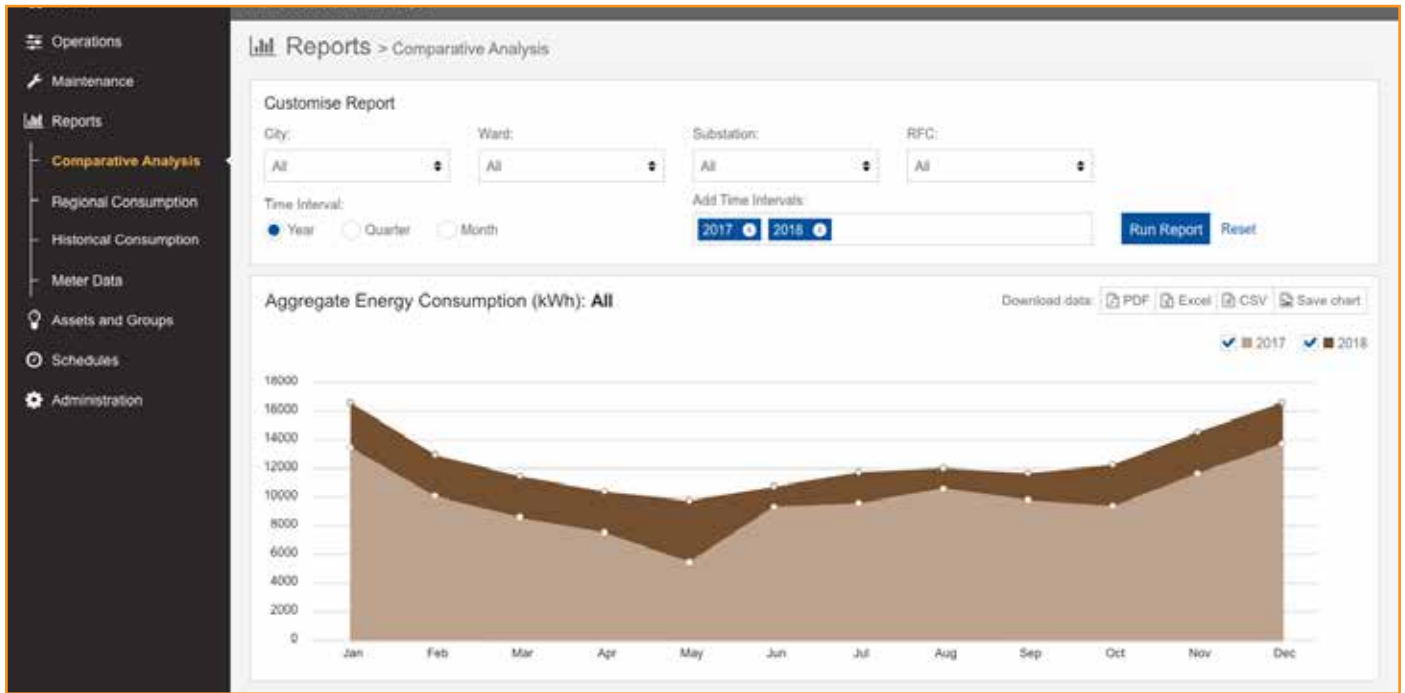 Operations
Maintenance
Reports
Comparative Analysis
Regional Consumption
Historical Consumption
Meter Data
Assets and Groups
Schedules
Administration
Reports > Comparative Analysis
Customise Report
City: Ward: Substation: RFC:
All All All All
Time Interval: Add Time Intervals:
Year Quarter Month 2017 2018 Run Report Reset
Aggregate Energy Consumption (kWh): All Download data: PDF Excel CSV Save chart
2017 2018
18000
16000
14000
12000
10000
8000
6000
4000
2000
0
Jan Feb Mar Apr May Jun Jul Aug Sep Oct Nov Dec